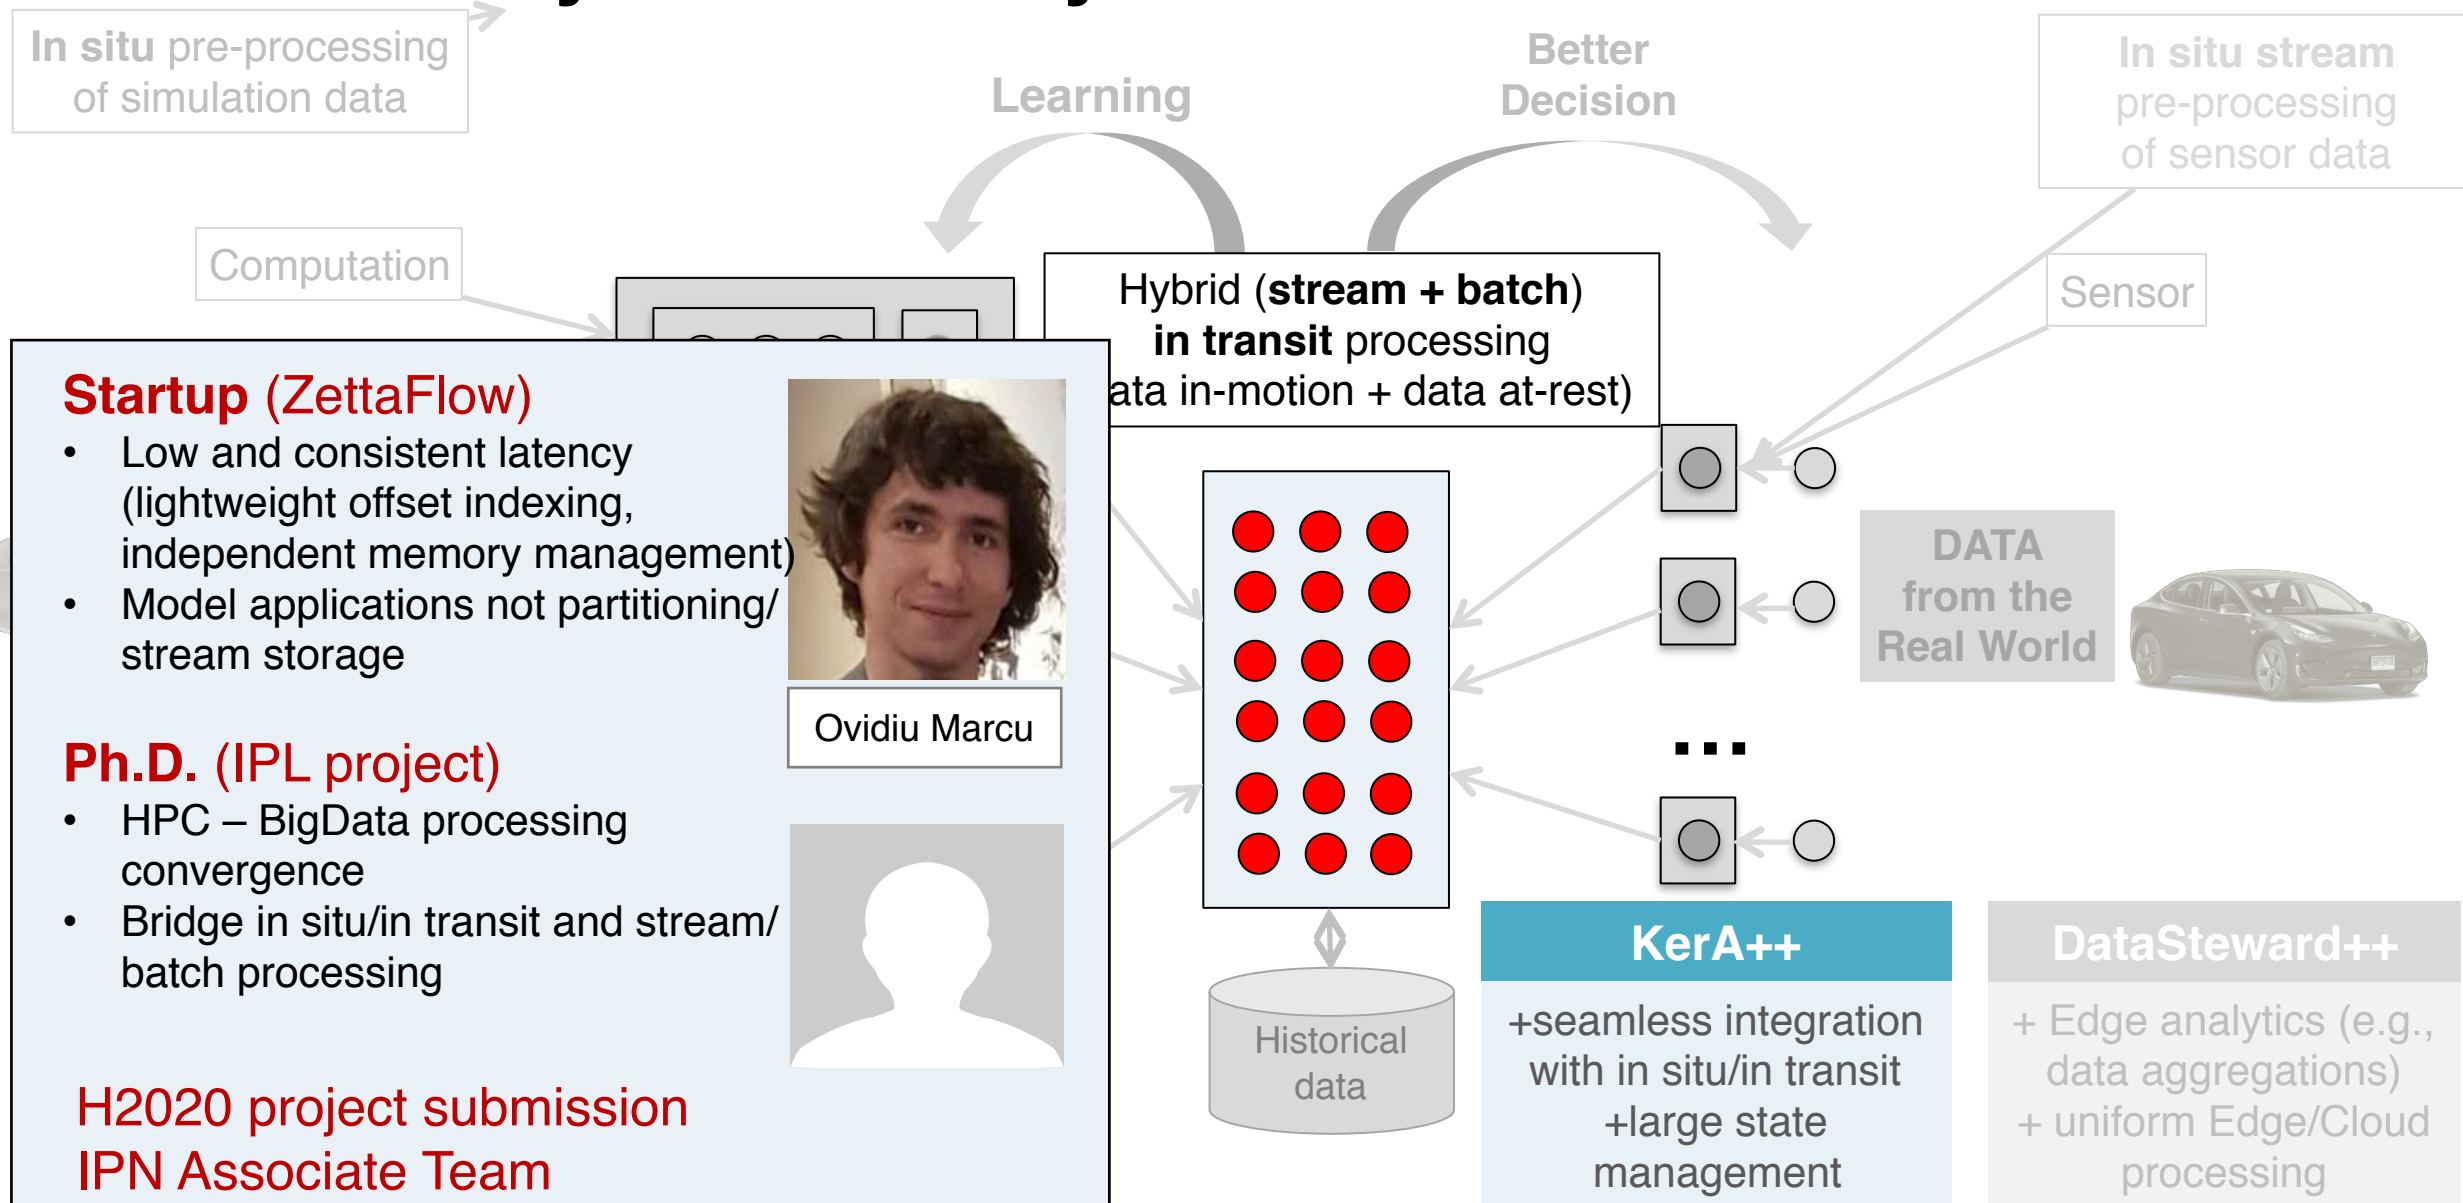 In situ pre-processing
of simulation data
Learning
Better
Decision
In situ stream
pre-processing
of sensor data
Computation
Sensor
Hybrid (stream + batch)
in transit processing
ata in-motion + data at-rest)
Startup (ZettaFlow)
• Low and consistent latency
(lightweight offset indexing,
independent memory management)
• Model applications not partitioning/
stream storage
Ovidiu Marcu
Ph.D. (IPL project)
• HPC – BigData processing
convergence
• Bridge in situ/in transit and stream/
batch processing
H2020 project submission
IPN Associate Team
DATA
from the
Real World
...
Historical
data
KerA++
+seamless integration
with in situ/in transit
+large state
management
DataSteward++
+ Edge analytics (e.g.,
data aggregations)
+ uniform Edge/Cloud
processing